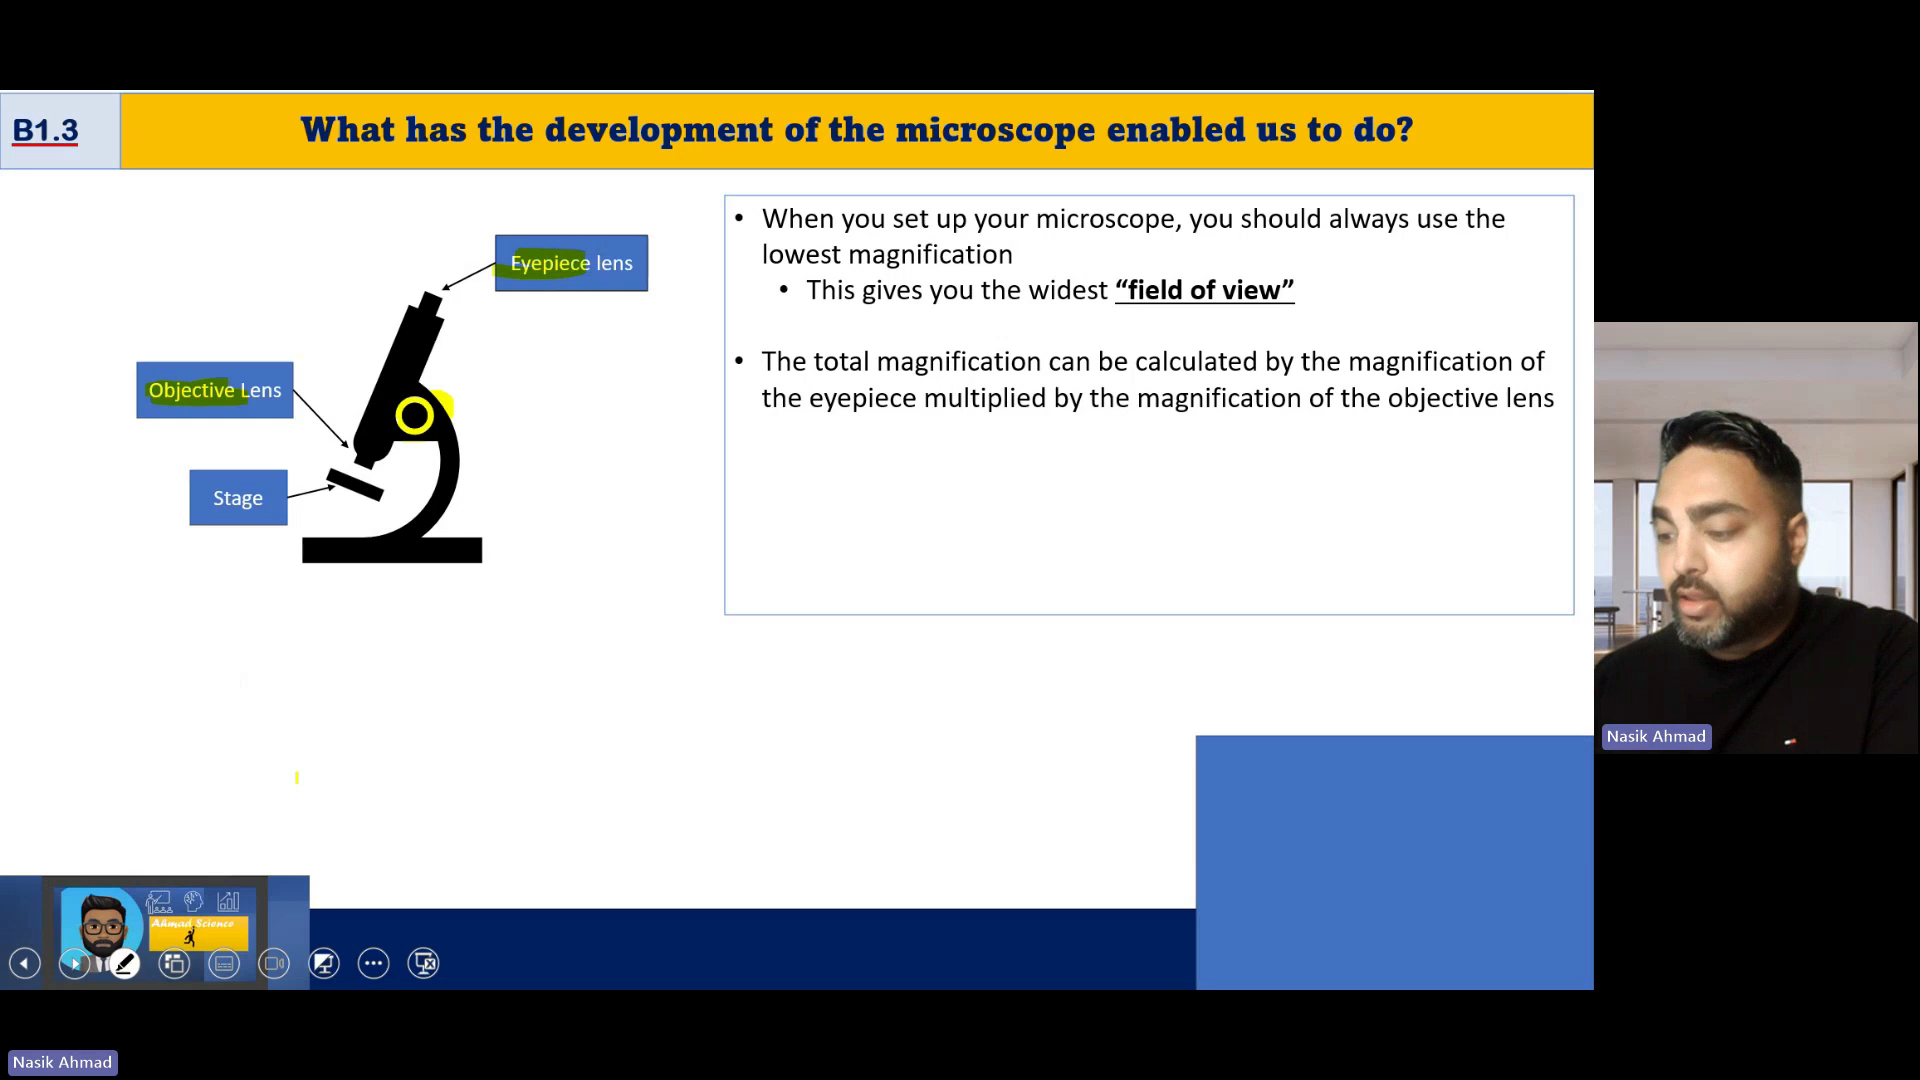 B1.3
What has the development of the microscope enabled us to do?
Eyepiece lens
Objective Lens
Stage
• When you set up your microscope, you should always use the
lowest magnification
• This gives you the widest “field of view”
• The total magnification can be calculated by the magnification of
the eyepiece multiplied by the magnification of the objective lens
Nasik Ahmad
Ahmad Science
Nasik Ahmad